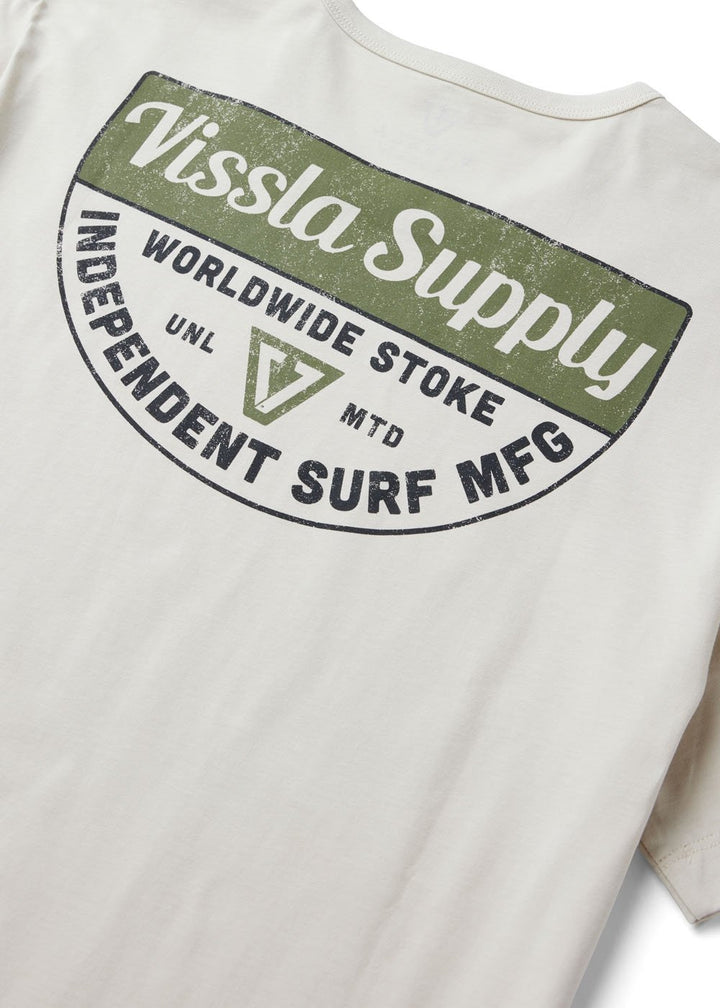 Vissla Supply
WORLDWIDE STOKE
UNL MTD
INDEPENDENT SURF MFG